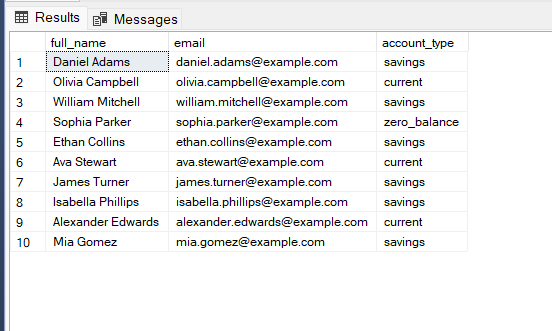 Results Messages
full_name email account_type
1 Daniel Adams daniel.adams@example.com savings
2 Olivia Campbell olivia.campbell@example.com current
3 William Mitchell william.mitchell@example.com savings
4 Sophia Parker sophia.parker@example.com zero_balance
5 Ethan Collins ethan.collins@example.com savings
6 Ava Stewart ava.stewart@example.com current
7 James Turner james.turner@example.com savings
8 Isabella Phillips isabella.phillips@example.com savings
9 Alexander Edwards alexander.edwards@example.com current
10 Mia Gomez mia.gomez@example.com savings